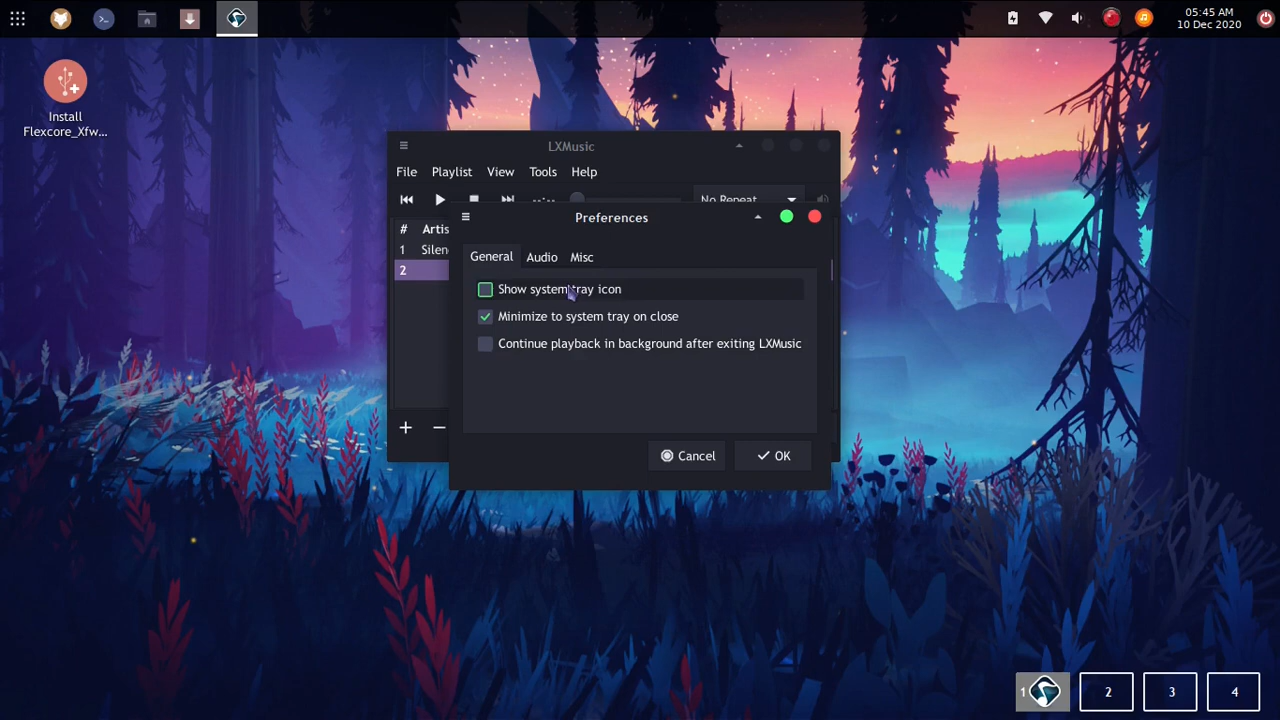 05:45 AM
10 Dec 2020
Install
Flexcore_Xfw...
LXMusic
File Playlist View Tools Help
No Repeat
# Artis
1 Silen
2
Preferences
General Audio Misc
Show system tray icon
Minimize to system tray on close
Continue playback in background after exiting LXMusic
Cancel OK
1 2 3 4